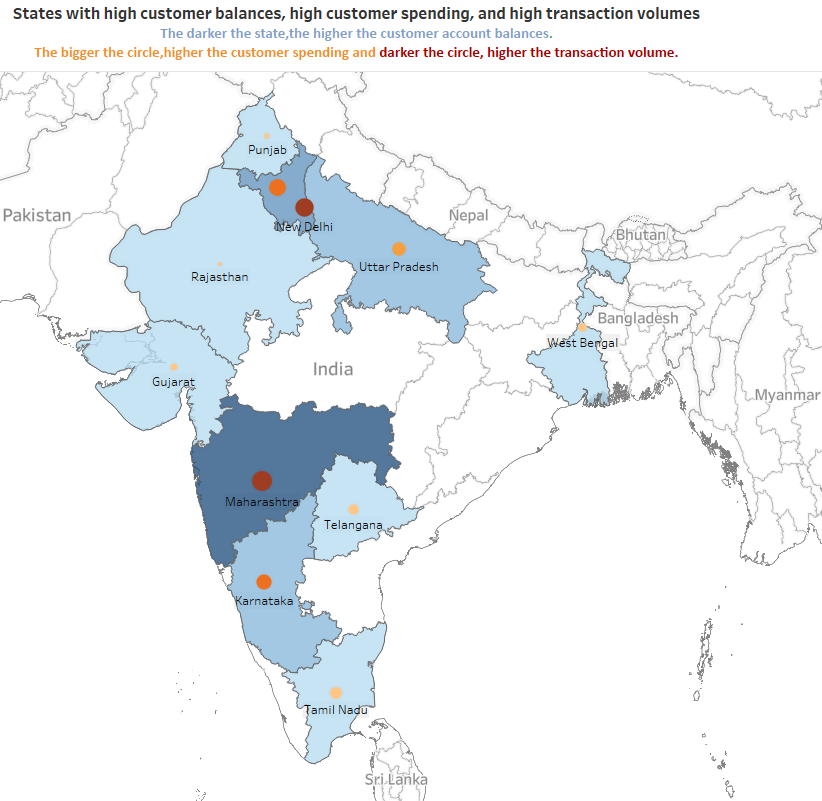 States with high customer balances, high customer spending, and high transaction volumes
The darker the state,the higher the customer account balances.
The bigger the circle,higher the customer spending and darker the circle, higher the transaction volume.
Punjab
Pakistan
New Delhi
Nepal
Bhutan
Rajasthan
Uttar Pradesh
Bangladesh
West Bengal
India
Gujarat
Myanmar
Maharashtra
Telangana
Karnataka
Tamil Nadu
Sri Lanka